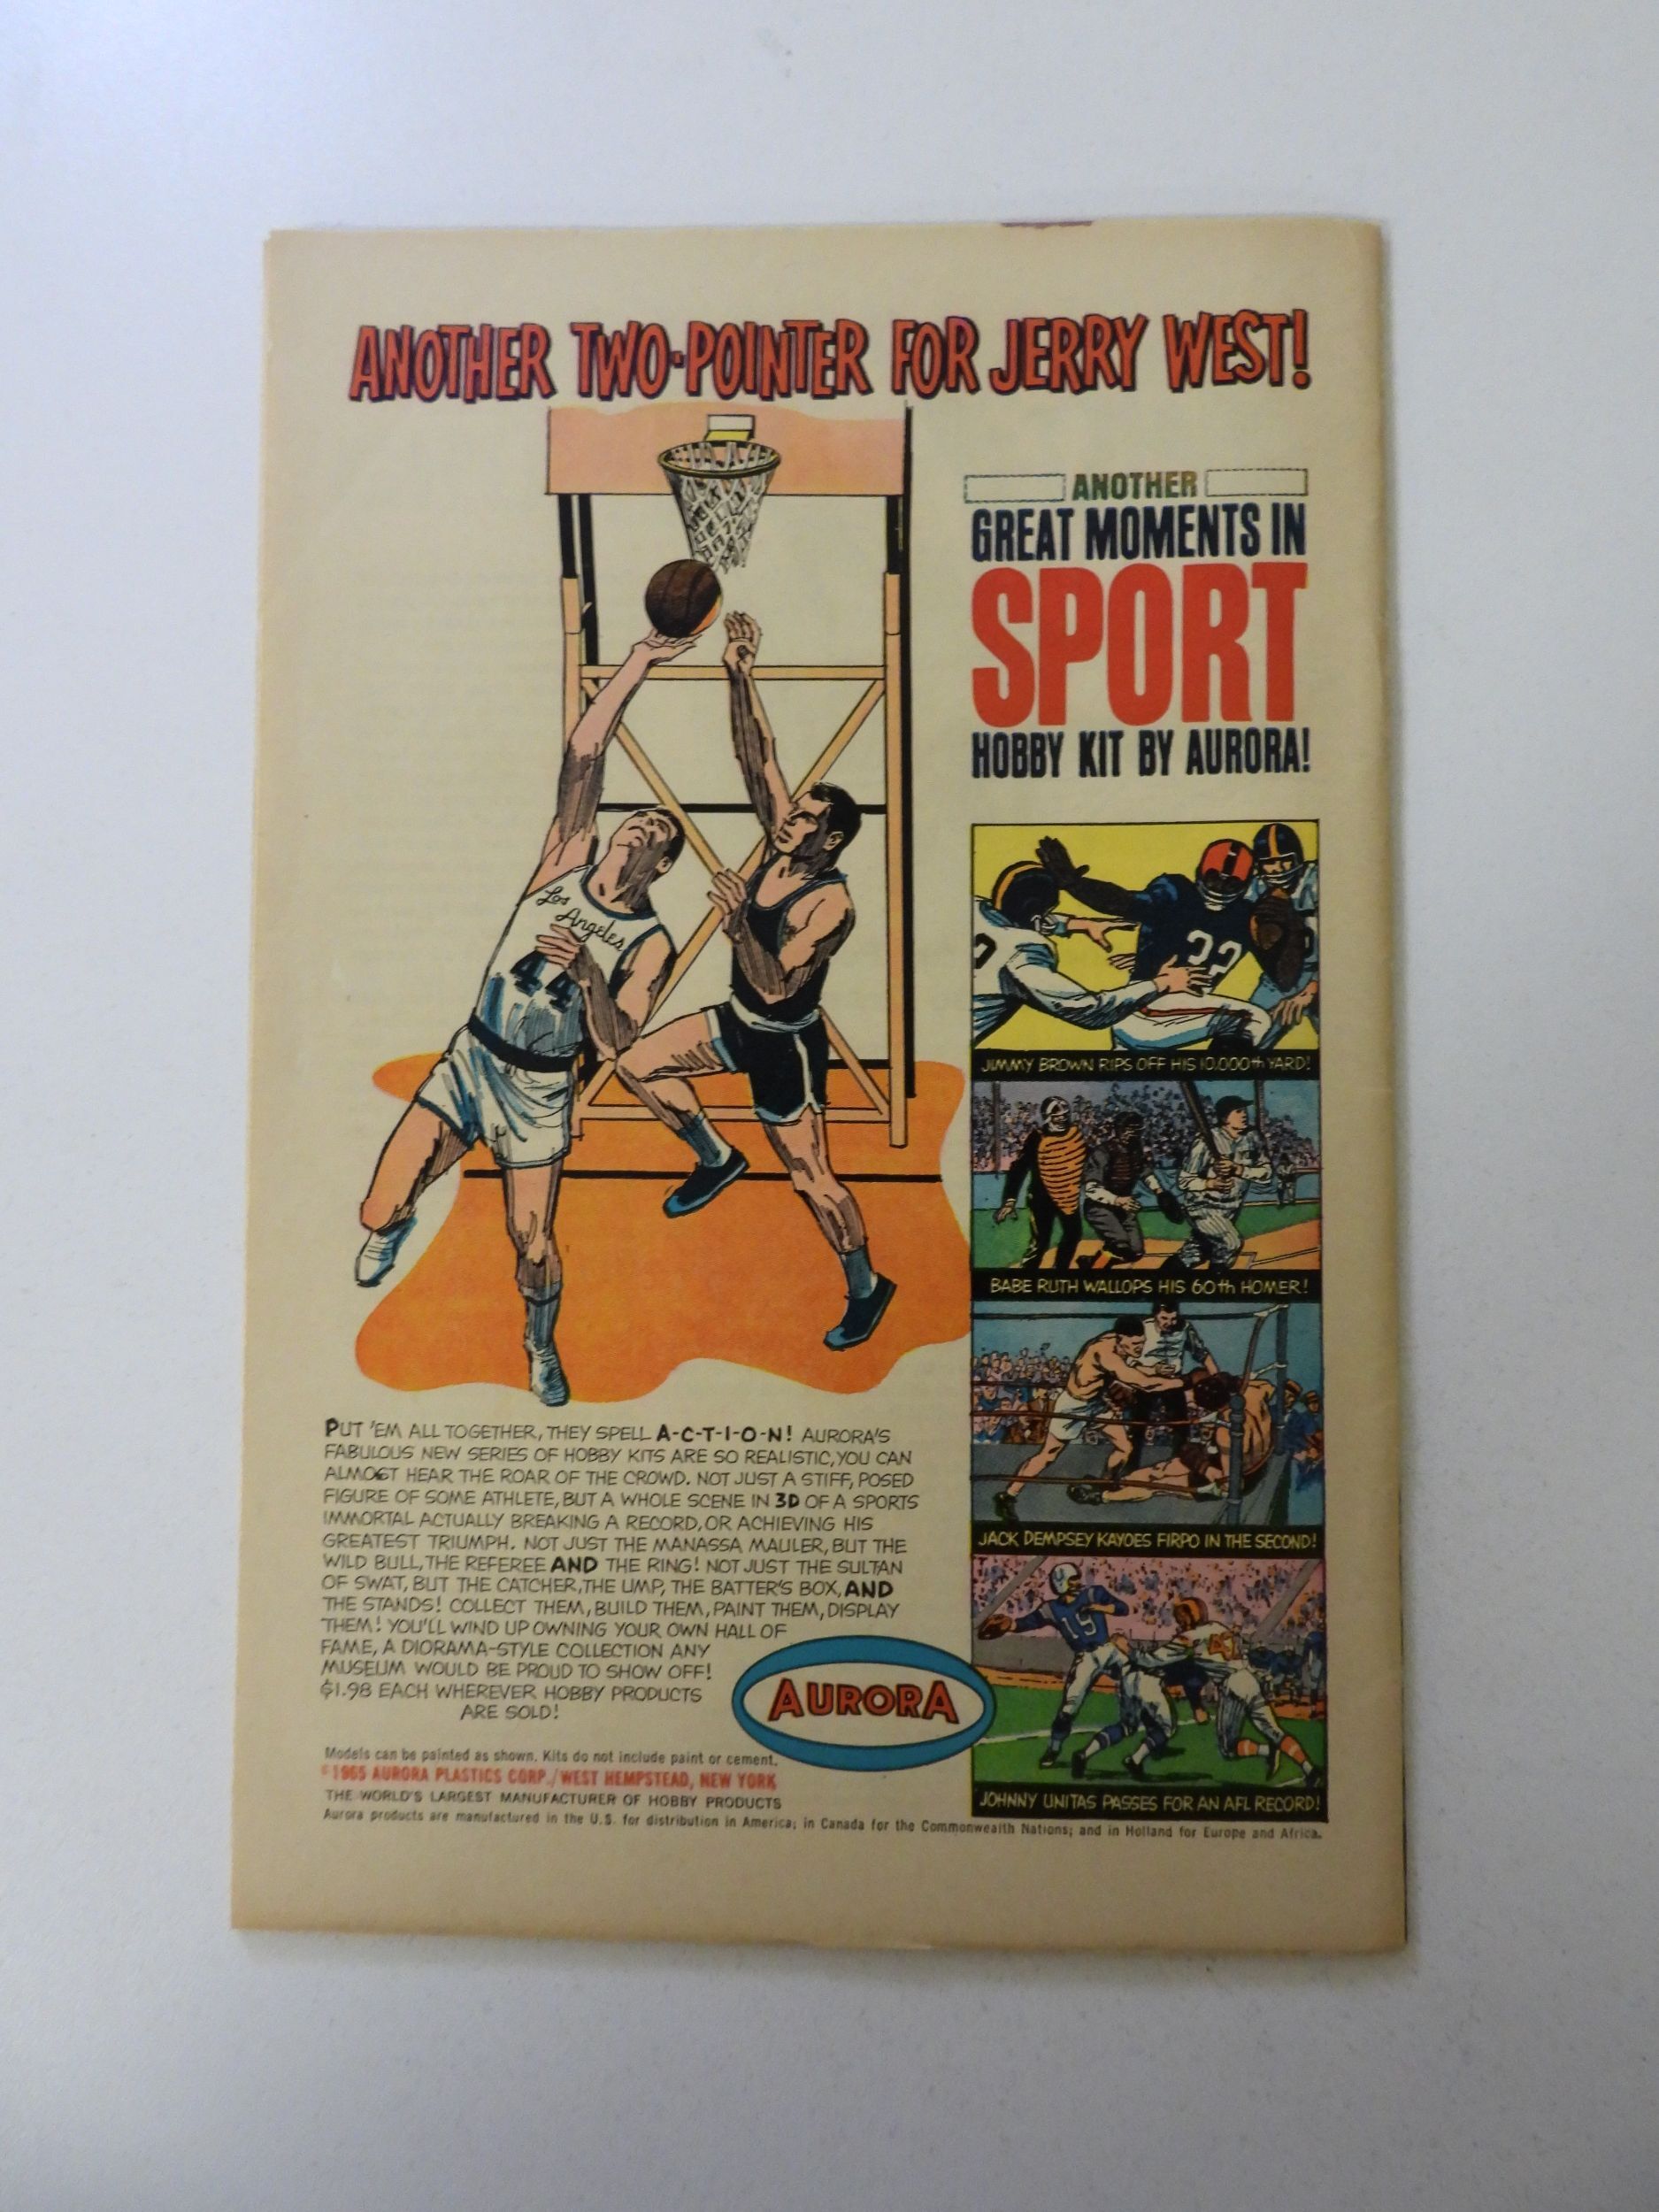 ANOTHER TWO-POINTER FOR JERRY WEST!
ANOTHER
GREAT MOMENTS IN
SPORT
HOBBY KIT BY AURORA!
Los
Angeles
44
32
JIMMY BROWN RIPS OFF HIS 10,000th YARD!
BABE RUTH WALLOPS HIS 60th HOMER!
JACK DEMPSEY KAYOES FIRPO IN THE SECOND!
19
JOHNNY UNITAS PASSES FOR AN AFL RECORD!
PUT 'EM ALL TOGETHER, THEY SPELL A-C-T-I-O-N! AURORA'S
FABULOUS NEW SERIES OF HOBBY KITS ARE SO REALISTIC, YOU CAN
ALMOST HEAR THE ROAR OF THE CROWD. NOT JUST A STIFF, POSED
FIGURE OF SOME ATHLETE, BUT A WHOLE SCENE IN 3D OF A SPORTS
IMMORTAL ACTUALLY BREAKING A RECORD, OR ACHIEVING HIS
GREATEST TRIUMPH. NOT JUST THE MANASSA MAULER, BUT THE
WILD BULL, THE REFEREE AND THE RING! NOT JUST THE SULTAN
OF SWAT, BUT THE CATCHER, THE UMP, THE BATTER'S BOX, AND
THE STANDS! COLLECT THEM, BUILD THEM, PAINT THEM, DISPLAY
THEM! YOU'LL WIND UP OWNING YOUR OWN HALL OF
FAME, A DIORAMA-STYLE COLLECTION ANY
MUSEUM WOULD BE PROUD TO SHOW OFF!
$1.98 EACH WHEREVER HOBBY PRODUCTS
ARE SOLD!
AURORA
Models can be painted as shown. Kits do not include paint or cement.
©1965 AURORA PLASTICS CORP./WEST HEMPSTEAD, NEW YORK
THE WORLD'S LARGEST MANUFACTURER OF HOBBY PRODUCTS
Aurora products are manufactured in the U.S. for distribution in America; in Canada for the Commonwealth Nations; and in Holland for Europe and Africa.